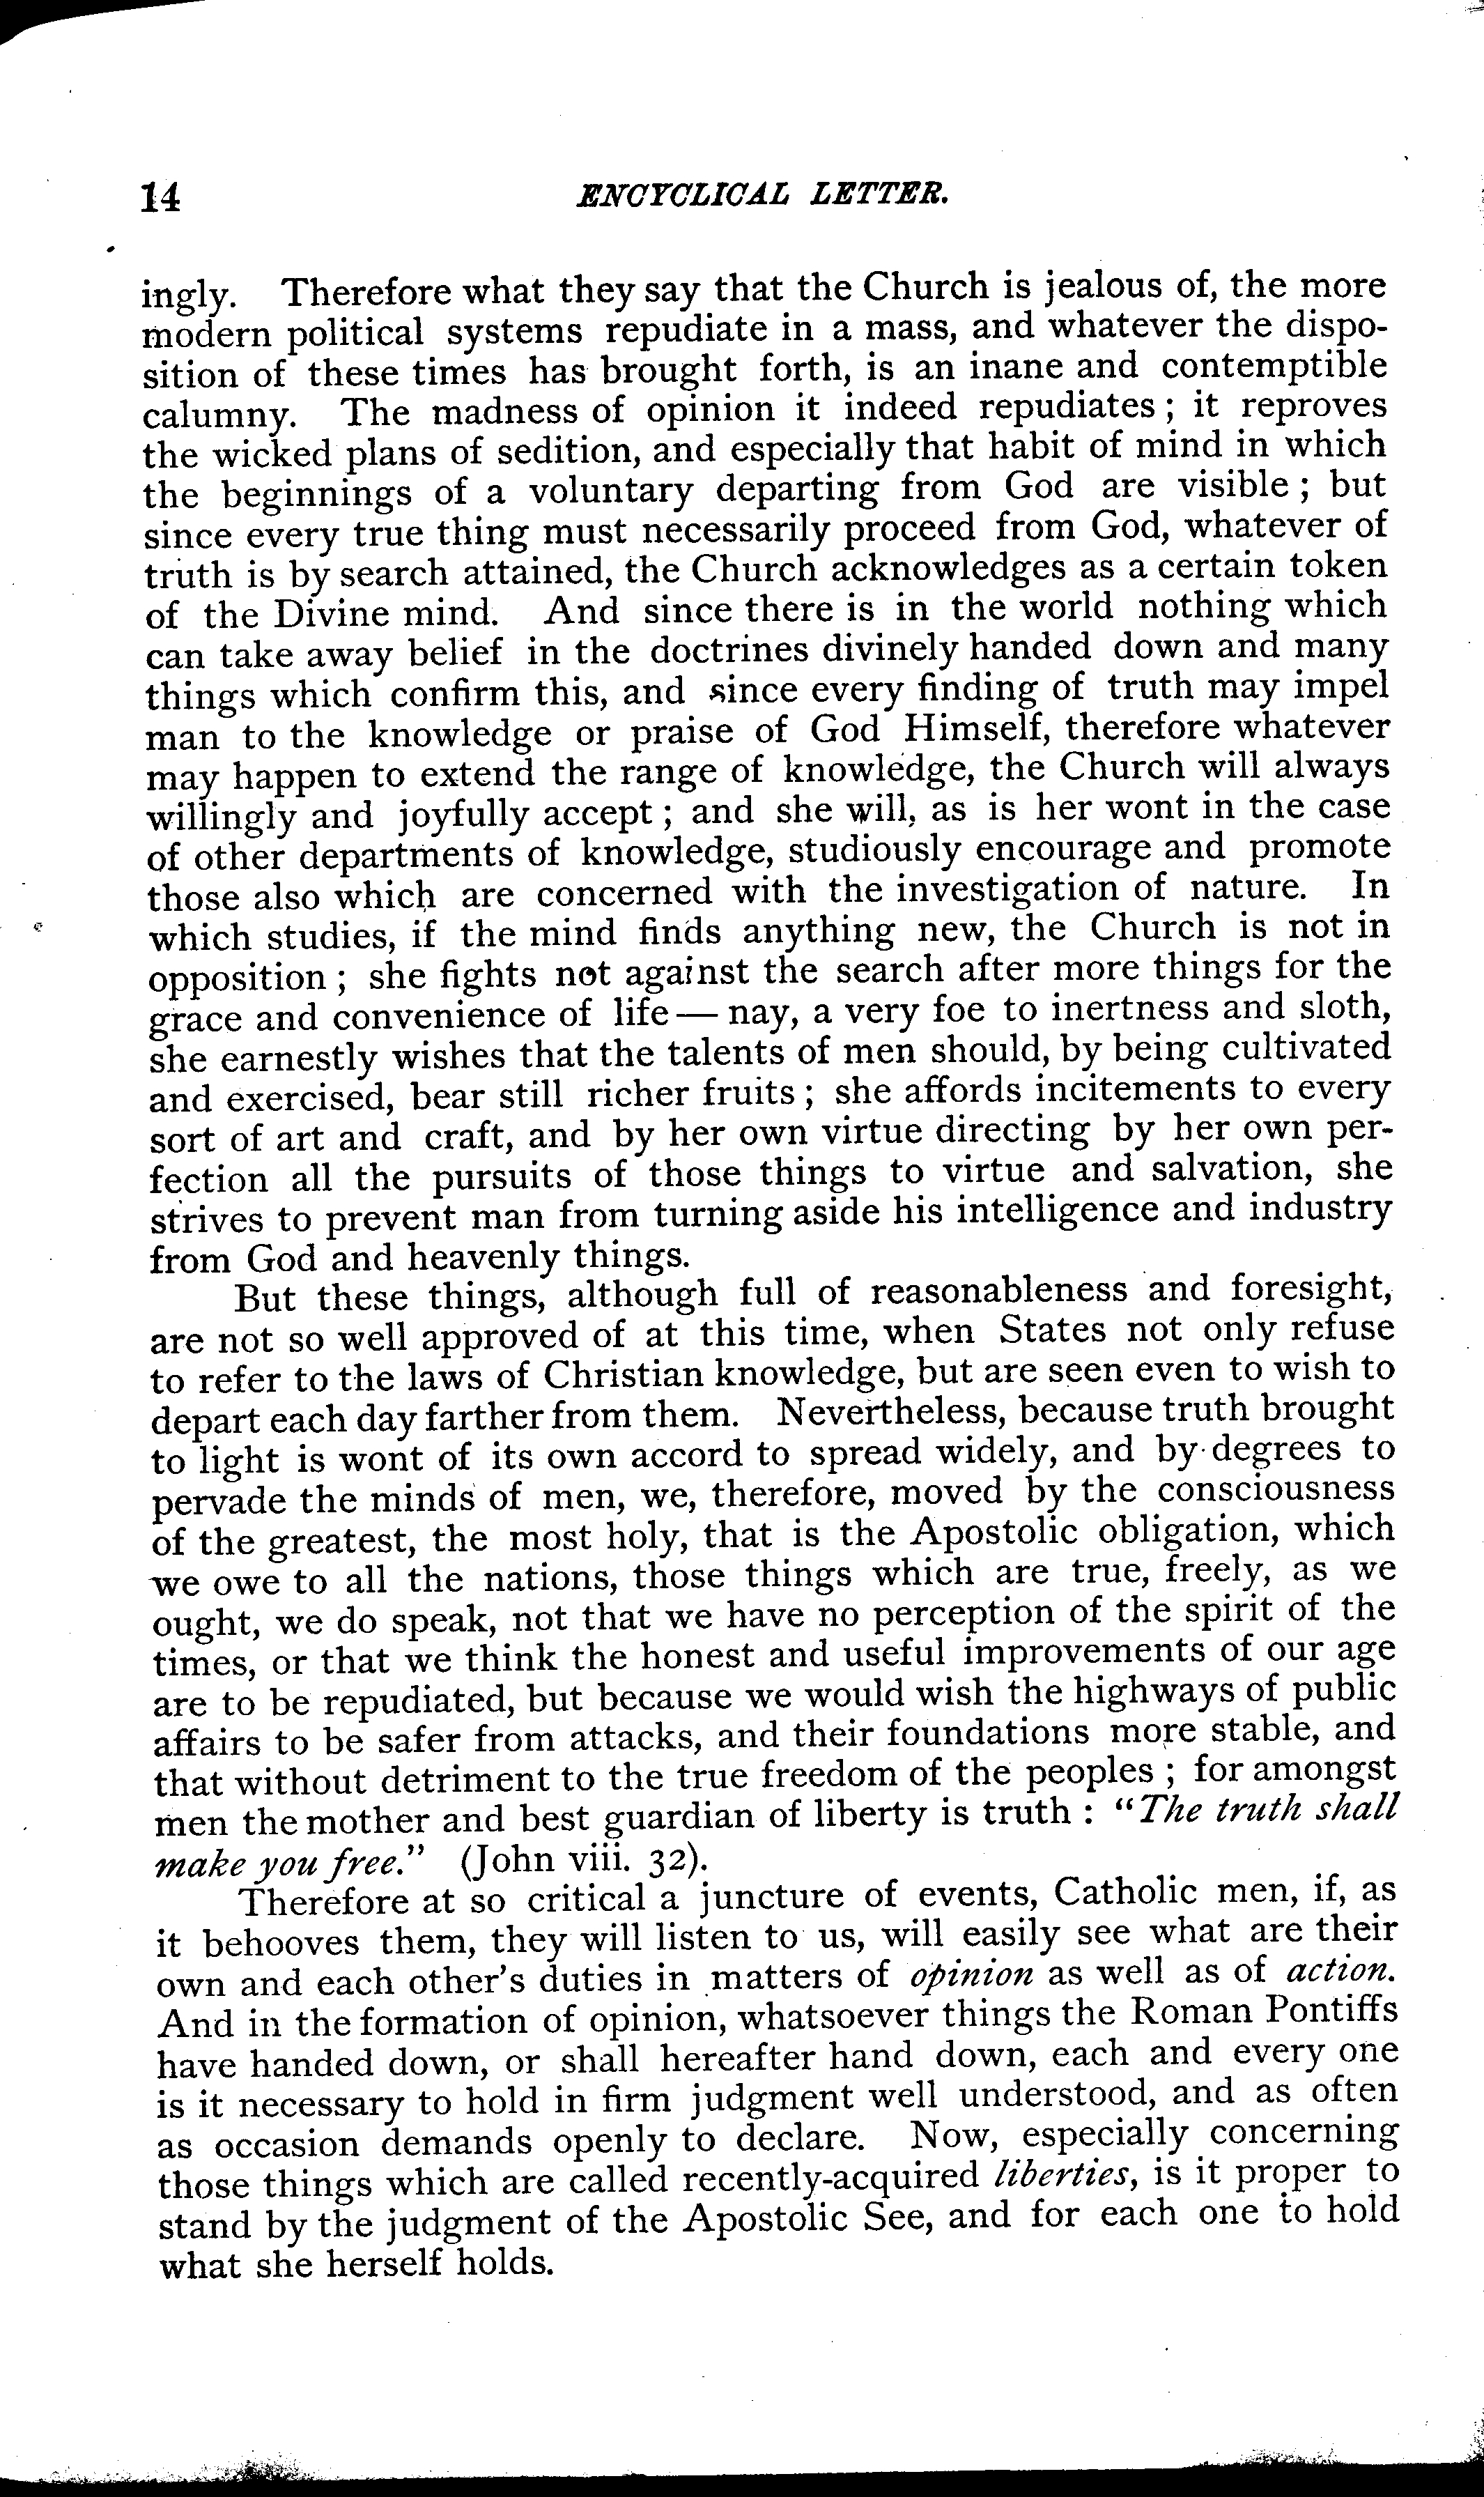 14 ENCYCLICAL LETTER.
ingly. Therefore what they say that the Church is jealous of, the more
modern political systems repudiate in a mass, and whatever the dispo-
sition of these times has brought forth, is an inane and contemptible
calumny. The madness of opinion it indeed repudiates ; it reproves
the wicked plans of sedition, and especially that habit of mind in which
the beginnings of a voluntary departing from God are visible ; but
since every true thing must necessarily proceed from God, whatever of
truth is by search attained, the Church acknowledges as a certain token
of the Divine mind. And since there is in the world nothing which
can take away belief in the doctrines divinely handed down and many
things which confirm this, and since every finding of truth may impel
man to the knowledge or praise of God Himself, therefore whatever
may happen to extend the range of knowledge, the Church will always
willingly and joyfully accept ; and she will, as is her wont in the case
of other departments of knowledge, studiously encourage and promote
those also which are concerned with the investigation of nature. In
which studies, if the mind finds anything new, the Church is not in
opposition ; she fights not against the search after more things for the
grace and convenience of life — nay, a very foe to inertness and sloth,
she earnestly wishes that the talents of men should, by being cultivated
and exercised, bear still richer fruits ; she affords incitements to every
sort of art and craft, and by her own virtue directing by her own per-
fection all the pursuits of those things to virtue and salvation, she
strives to prevent man from turning aside his intelligence and industry
from God and heavenly things.
But these things, although full of reasonableness and foresight,
are not so well approved of at this time, when States not only refuse
to refer to the laws of Christian knowledge, but are seen even to wish to
depart each day farther from them. Nevertheless, because truth brought
to light is wont of its own accord to spread widely, and by degrees to
pervade the minds of men, we, therefore, moved by the consciousness
of the greatest, the most holy, that is the Apostolic obligation, which
we owe to all the nations, those things which are true, freely, as we
ought, we do speak, not that we have no perception of the spirit of the
times, or that we think the honest and useful improvements of our age
are to be repudiated, but because we would wish the highways of public
affairs to be safer from attacks, and their foundations more stable, and
that without detriment to the true freedom of the peoples ; for amongst
men the mother and best guardian of liberty is truth : "The truth shall
make you free." (John viii. 32).
Therefore at so critical a juncture of events, Catholic men, if, as
it behooves them, they will listen to us, will easily see what are their
own and each other's duties in matters of opinion as well as of action.
And in the formation of opinion, whatsoever things the Roman Pontiffs
have handed down, or shall hereafter hand down, each and every one
is it necessary to hold in firm judgment well understood, and as often
as occasion demands openly to declare. Now, especially concerning
those things which are called recently-acquired liberties, is it proper to
stand by the judgment of the Apostolic See, and for each one to hold
what she herself holds.